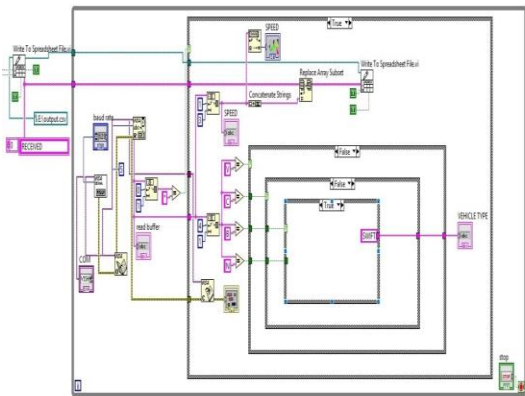 True
SPEED
Write To Spreadsheet File.vi
Write To Spreadsheet File.vi
Replace Array Subset
Concatenate Strings
RECEIVED
baud rate
SPEED
False
False
True
read buffer
SWIFT
VEHICLE TYPE
COM
stop